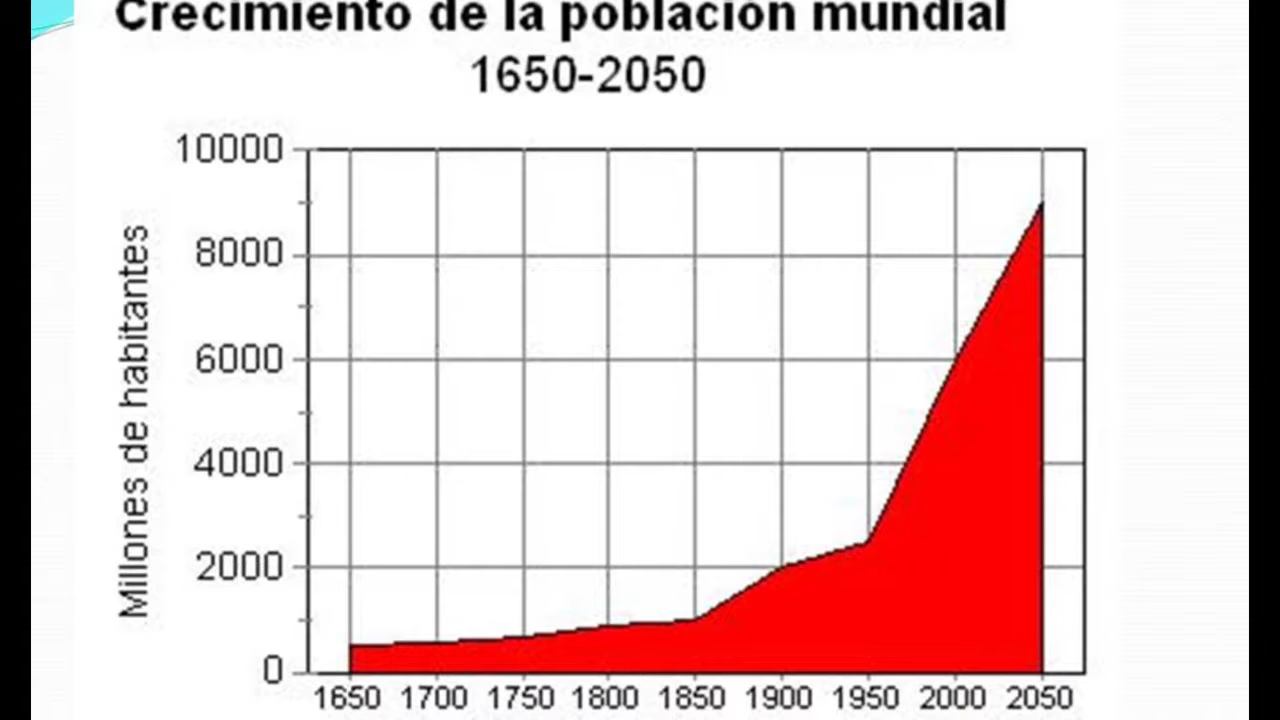 Crecimiento de la población mundial
1650-2050
Millones de habitantes
10000
8000
6000
4000
2000
0
1650 1700 1750 1800 1850 1900 1950 2000 2050